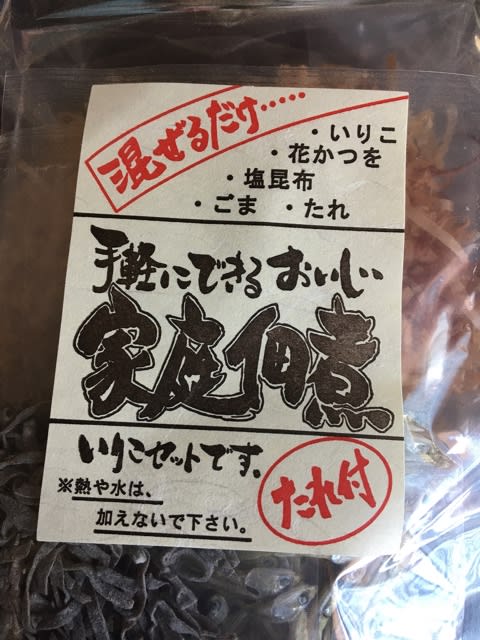 混ぜるだけ・・・・・
・いりこ
・花かつを
・塩昆布
・ごま ・たれ
手軽にできるおいしい
家庭佃煮
いりこセットです。
※熱や水は、
加えないで下さい。
たれ付